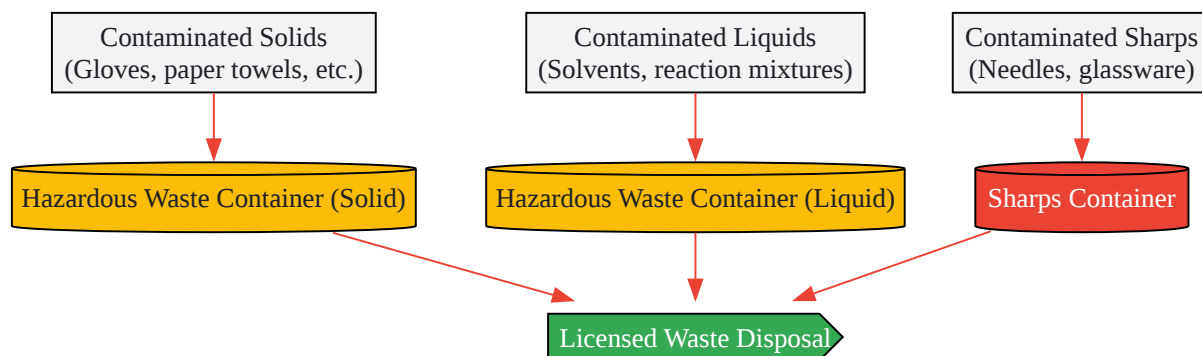 Contaminated Solids
(Gloves, paper towels, etc.)
Contaminated Liquids
(Solvents, reaction mixtures)
Contaminated Sharps
(Needles, glassware)
Hazardous Waste Container (Solid)
Hazardous Waste Container (Liquid)
Sharps Container
Licensed Waste Disposal